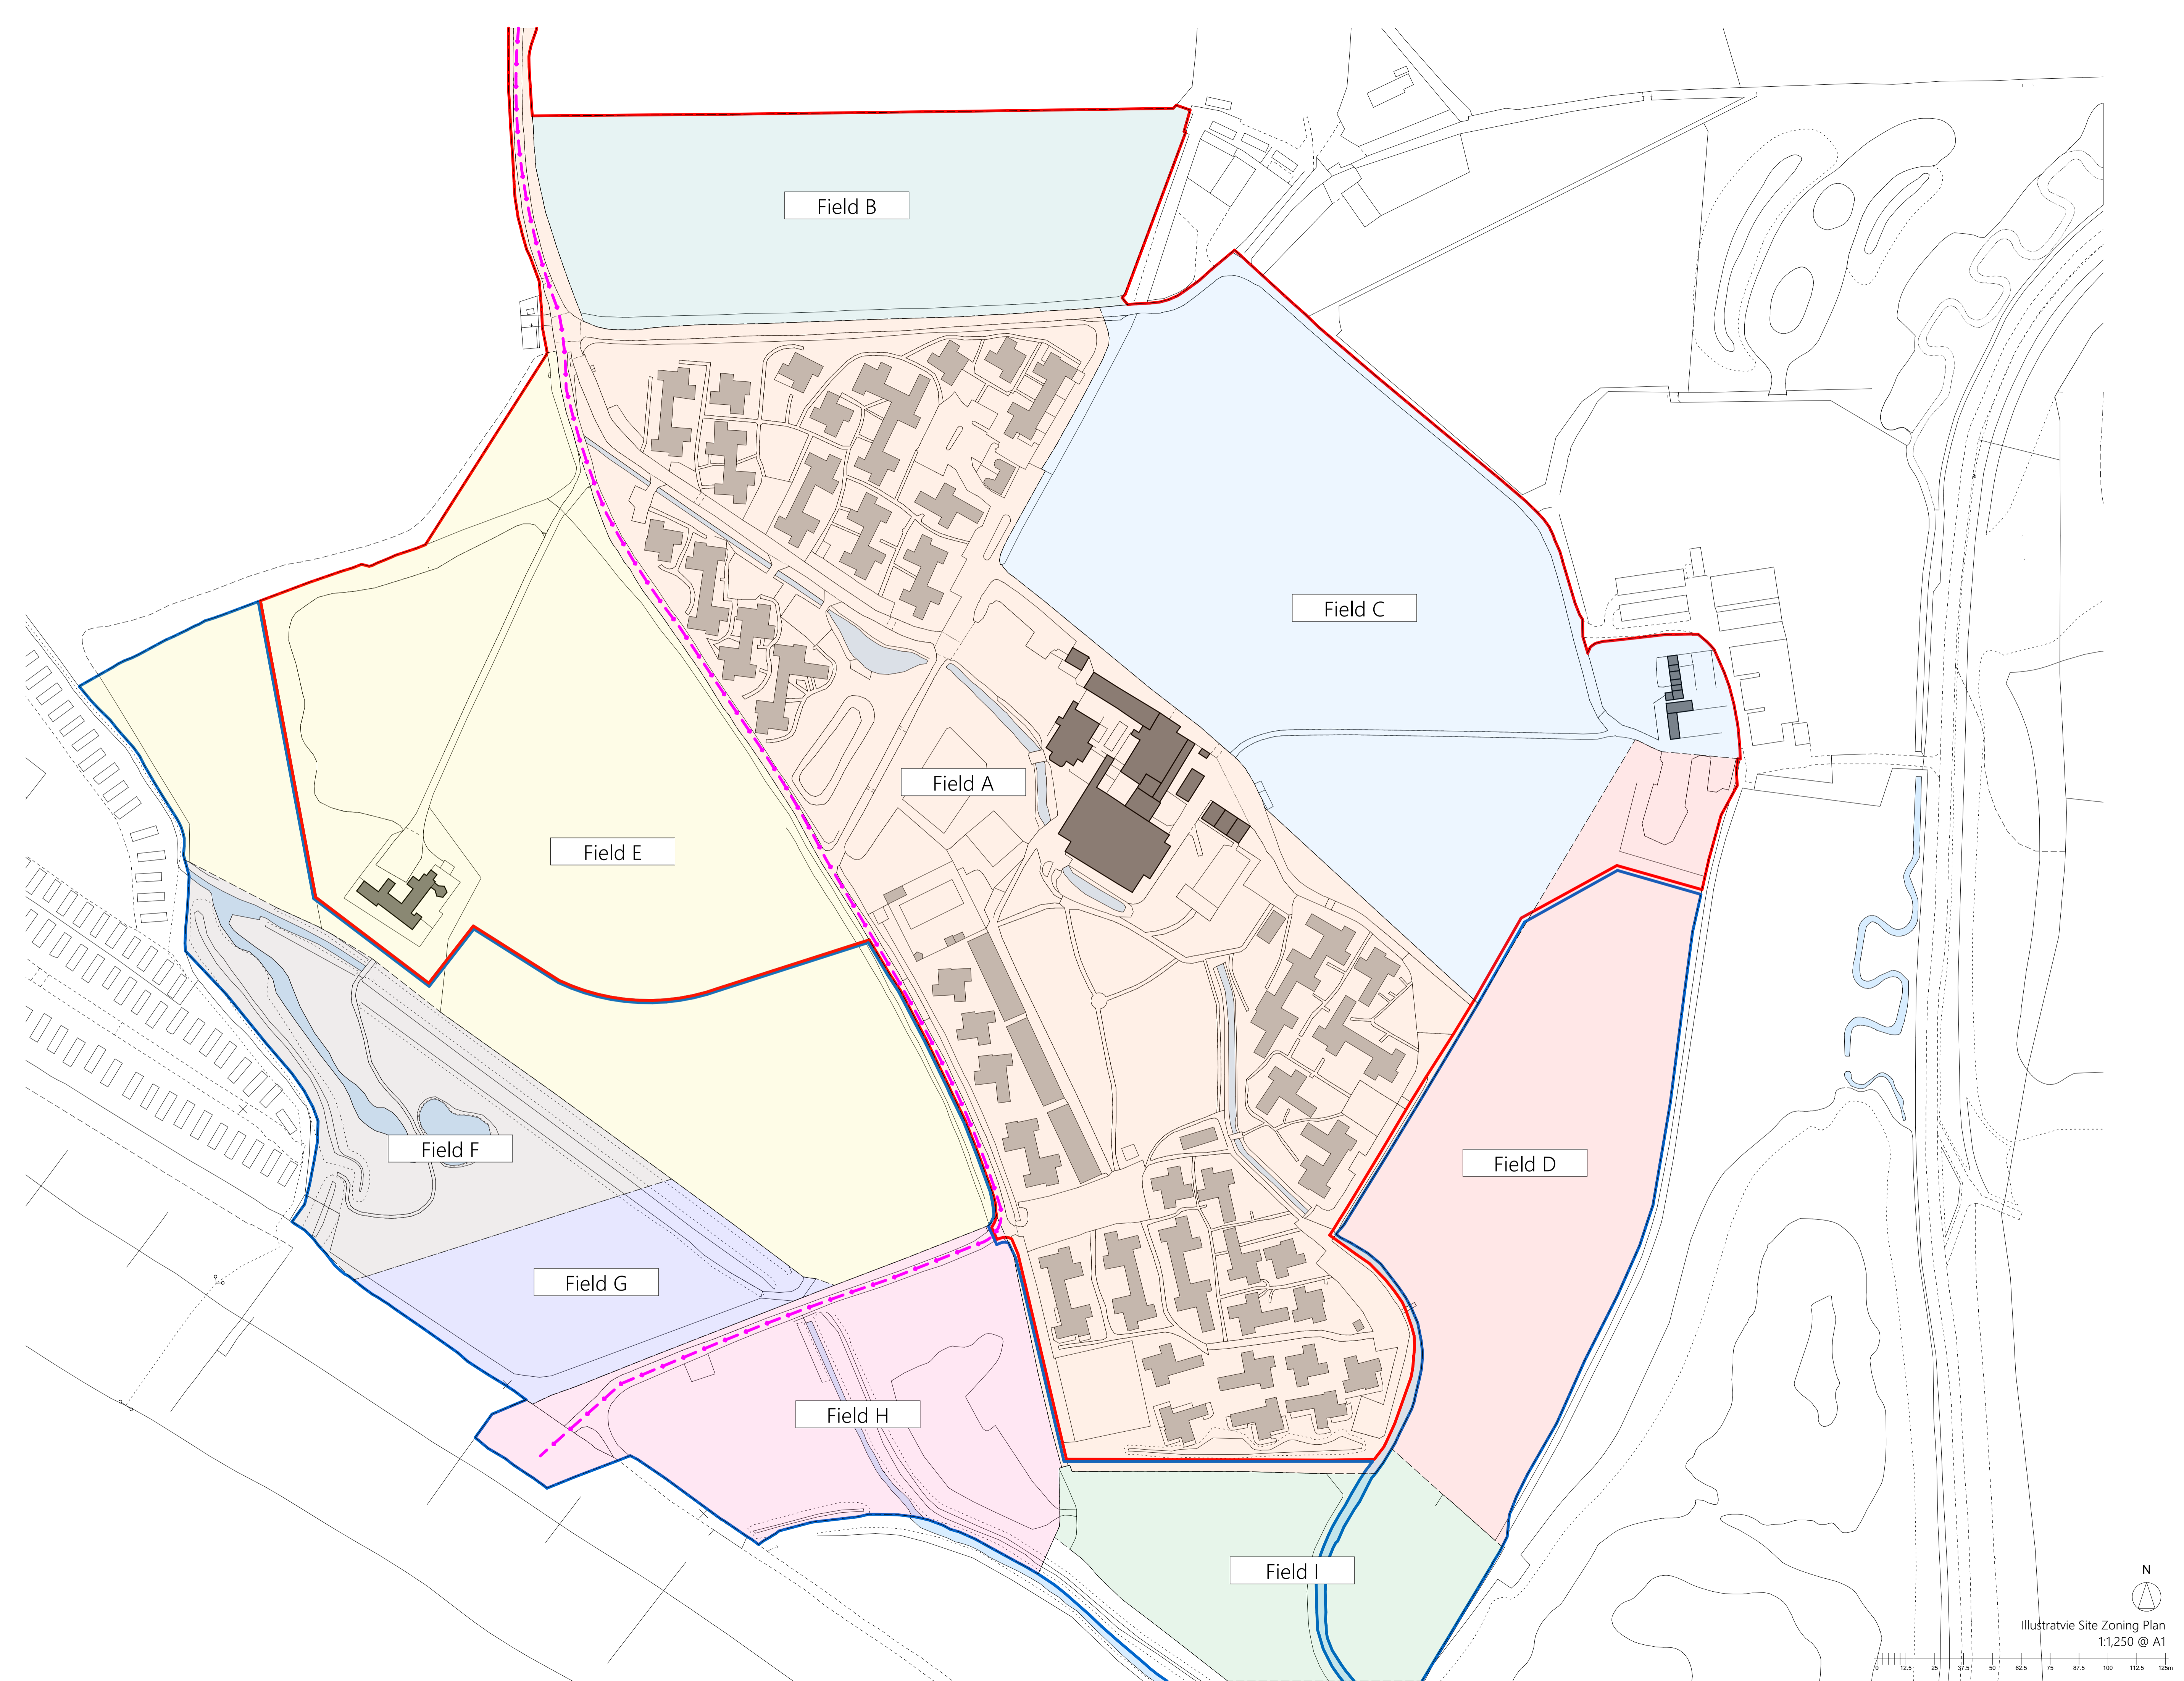 Field B
Field C
Field A
Field E
Field F
Field D
Field G
Field H
Field I
N
Illustratvie Site Zoning Plan
1:1,250 @ A1
0 12.5 25 37.5 50 62.5 75 87.5 100 112.5 125m